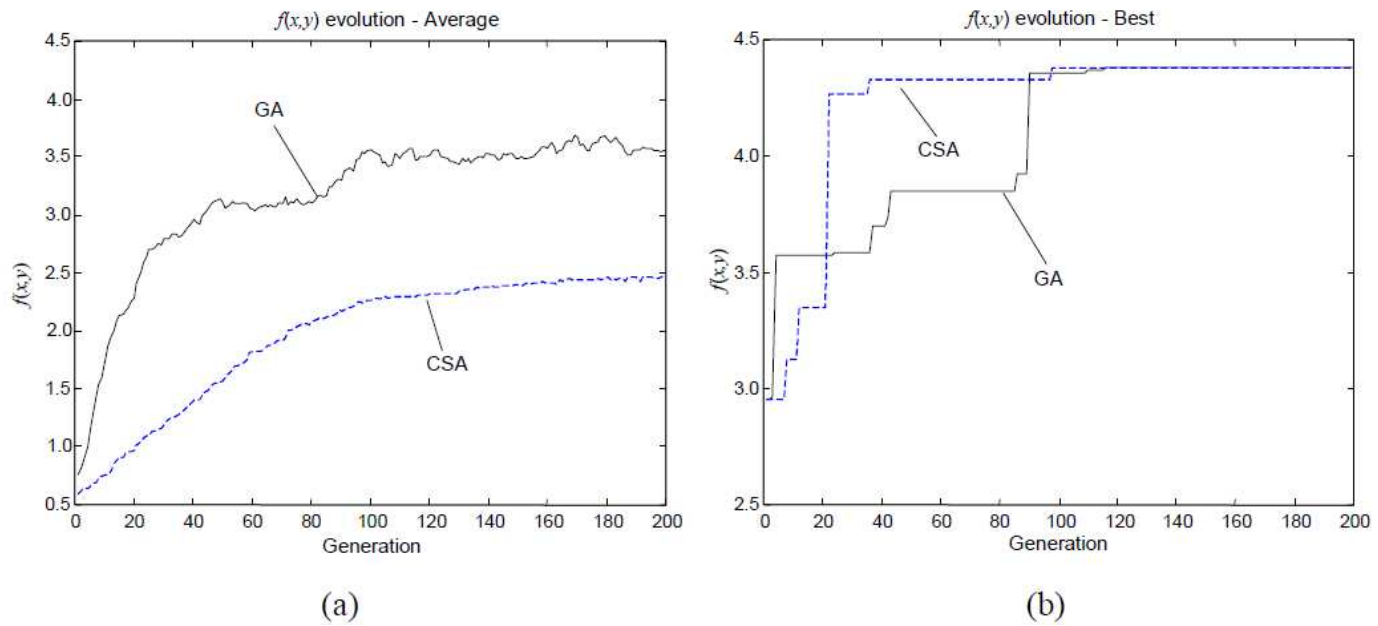 f(x,y) evolution - Average
4.5
4.0
3.5
3.0
2.5
2.0
1.5
1.0
0.5
f(x,y)
GA
CSA
0 20 40 60 80 100 120 140 160 180 200
Generation
(a)
f(x,y) evolution - Best
4.5
4.0
3.5
3.0
2.5
f(x,y)
CSA
GA
0 20 40 60 80 100 120 140 160 180 200
Generation
(b)